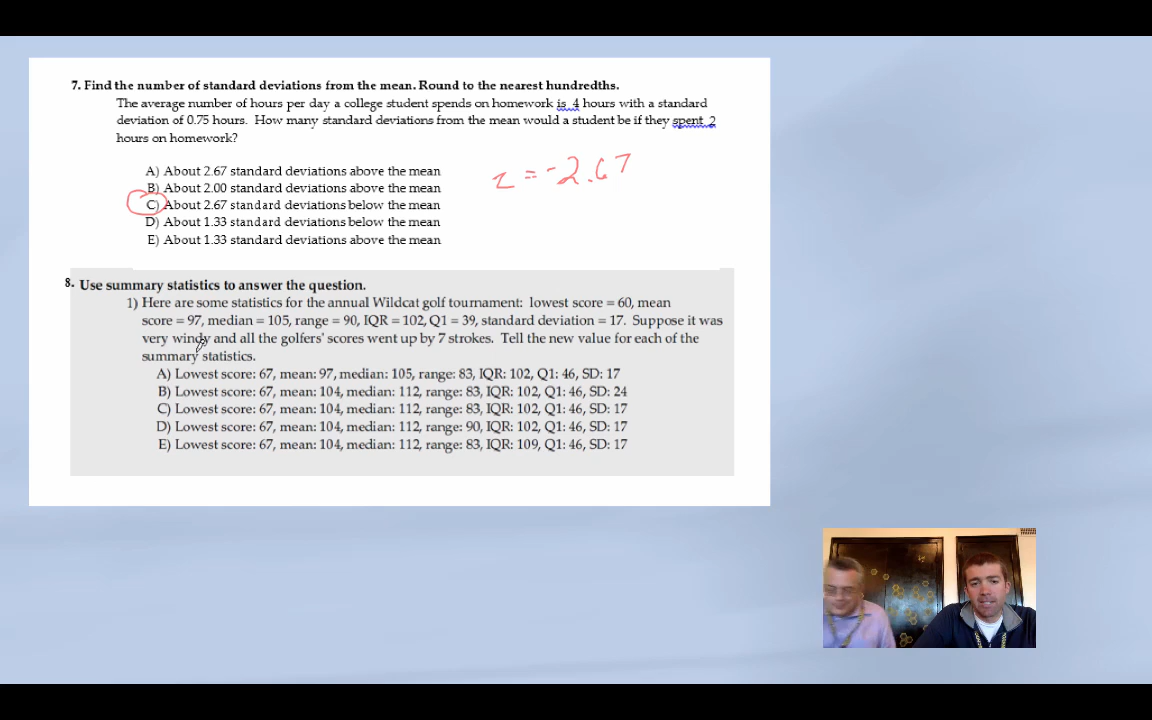 7. Find the number of standard deviations from the mean. Round to the nearest hundredths.
The average number of hours per day a college student spends on homework is 4 hours with a standard
deviation of 0.75 hours. How many standard deviations from the mean would a student be if they spent 2
hours on homework?
A) About 2.67 standard deviations above the mean
z = -2.67
B) About 2.00 standard deviations above the mean
C) About 2.67 standard deviations below the mean
D) About 1.33 standard deviations below the mean
E) About 1.33 standard deviations above the mean
8. Use summary statistics to answer the question.
1) Here are some statistics for the annual Wildcat golf tournament: lowest score = 60, mean
score = 97, median = 105, range = 90, IQR = 102, Q1 = 39, standard deviation = 17. Suppose it was
very windy and all the golfers' scores went up by 7 strokes. Tell the new value for each of the
summary statistics.
A) Lowest score: 67, mean: 97, median: 105, range: 83, IQR: 102, Q1: 46, SD: 17
B) Lowest score: 67, mean: 104, median: 112, range: 83, IQR: 102, Q1: 46, SD: 24
C) Lowest score: 67, mean: 104, median: 112, range: 83, IQR: 102, Q1: 46, SD: 17
D) Lowest score: 67, mean: 104, median: 112, range: 90, IQR: 102, Q1: 46, SD: 17
E) Lowest score: 67, mean: 104, median: 112, range: 83, IQR: 109, Q1: 46, SD: 17